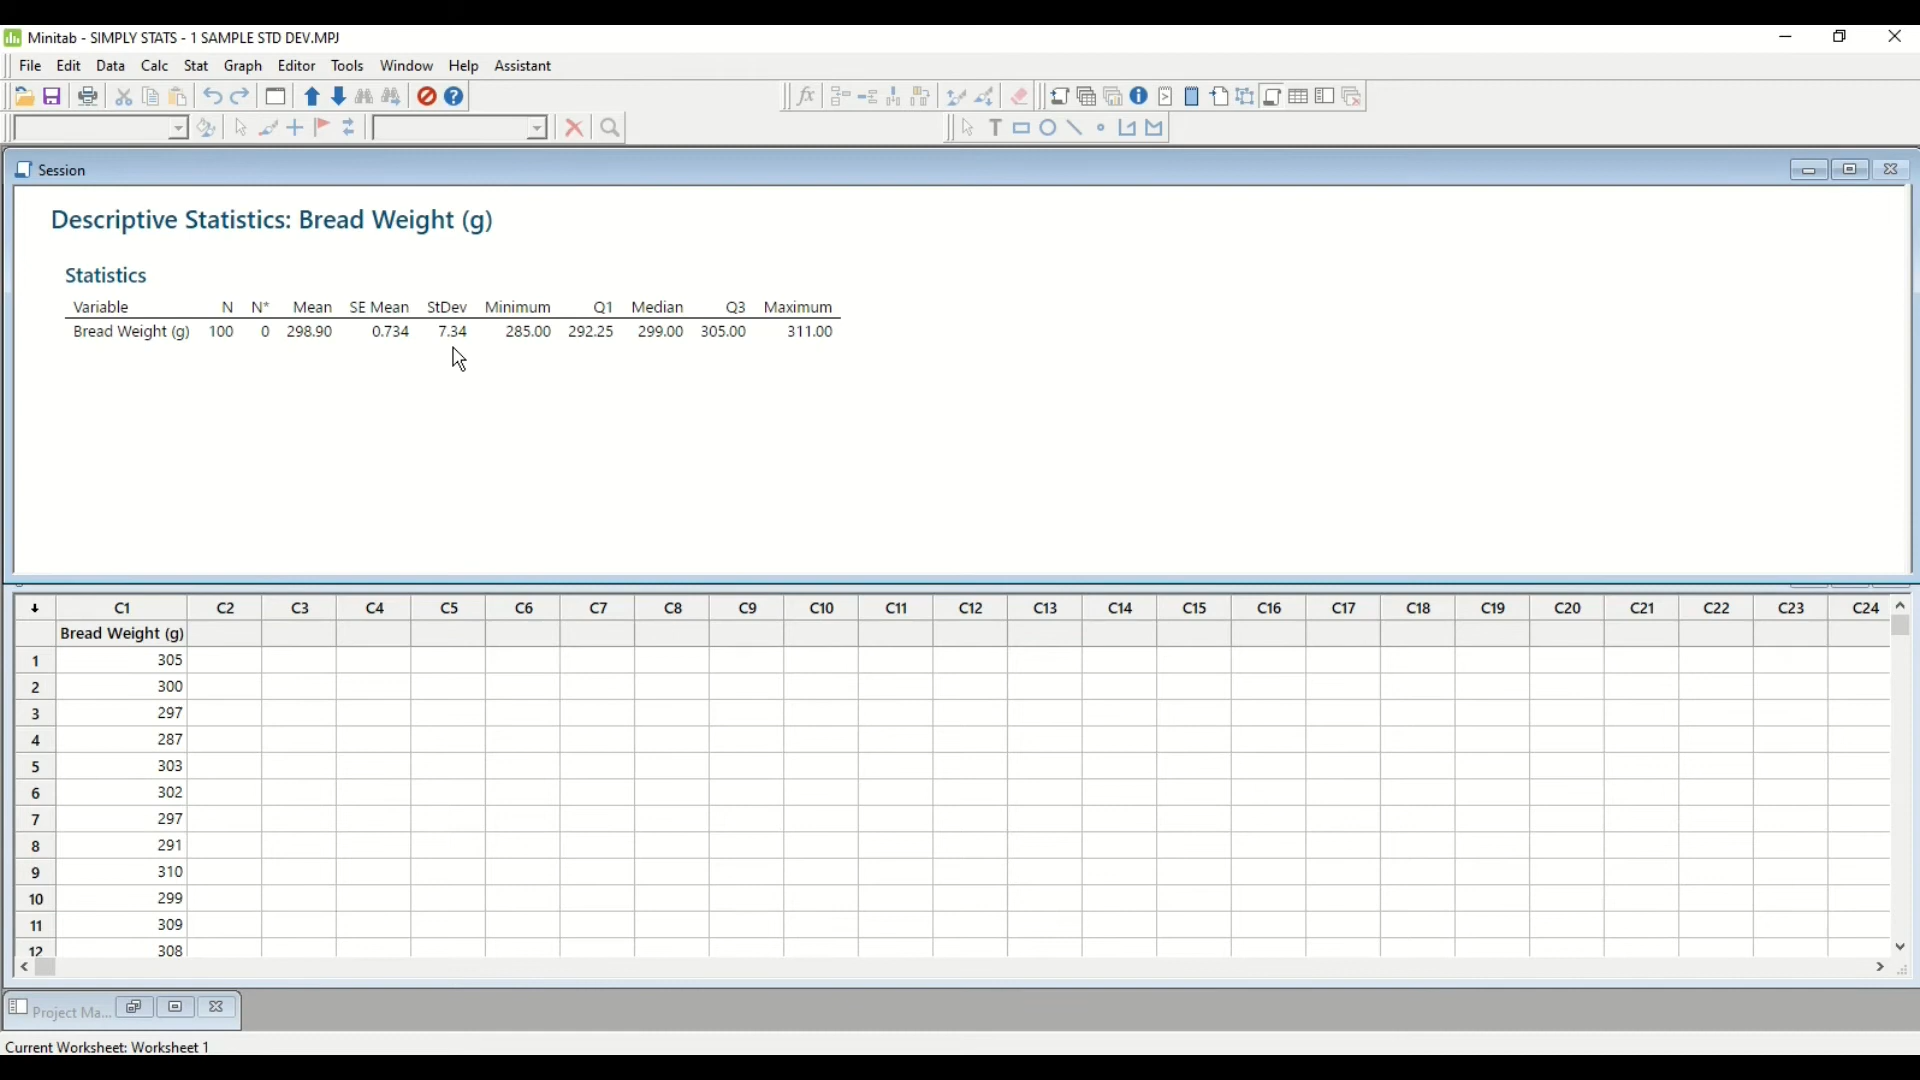 Minitab - SIMPLY STATS - 1 SAMPLE STD DEV.MPJ
File Edit Data Calc Stat Graph Editor Tools Window Help Assistant
Session
Descriptive Statistics: Bread Weight (g)
Statistics
Variable N N* Mean SE Mean StDev Minimum Q1 Median Q3 Maximum
Bread Weight (g) 100 0 298.90 0.734 7.34 285.00 292.25 299.00 305.00 311.00
C1 C2 C3 C4 C5 C6 C7 C8 C9 C10 C11 C12 C13 C14 C15 C16 C17 C18 C19 C20 C21 C22 C23 C24
Bread Weight (g)
1 305
2 300
3 297
4 287
5 303
6 302
7 297
8 291
9 310
10 299
11 309
12 308
Project Ma...
Current Worksheet: Worksheet 1